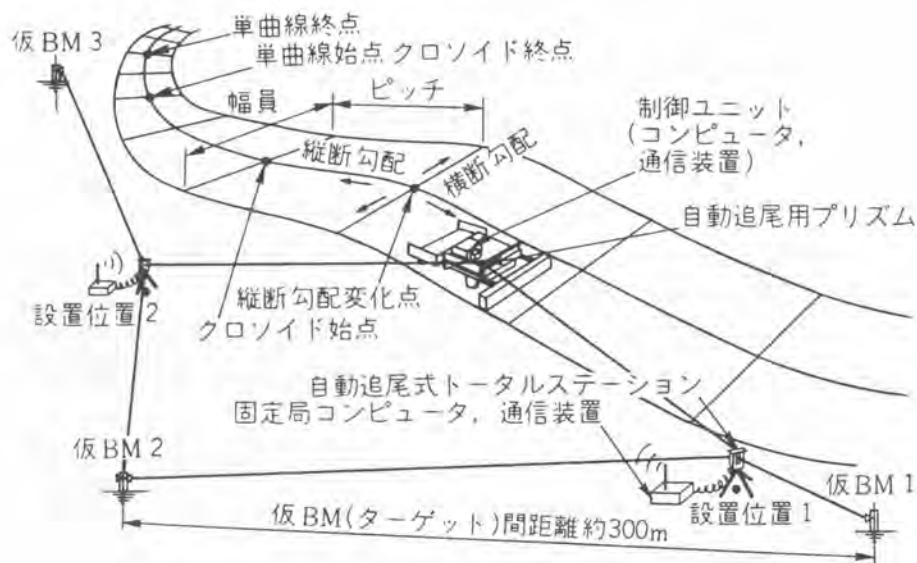 仮BM 3
単曲線終点
単曲線始点 クロソイド終点
幅員
ピッチ
制御ユニット
(コンピュータ,
通信装置)
縦断勾配
横断勾配
自動追尾用プリズム
設置位置2
縦断勾配変化点
クロソイド始点
自動追尾式トータルステーション
固定局コンピュータ, 通信装置
仮BM 2
仮BM 1
設置位置1
仮BM(ターゲット)間距離約300m